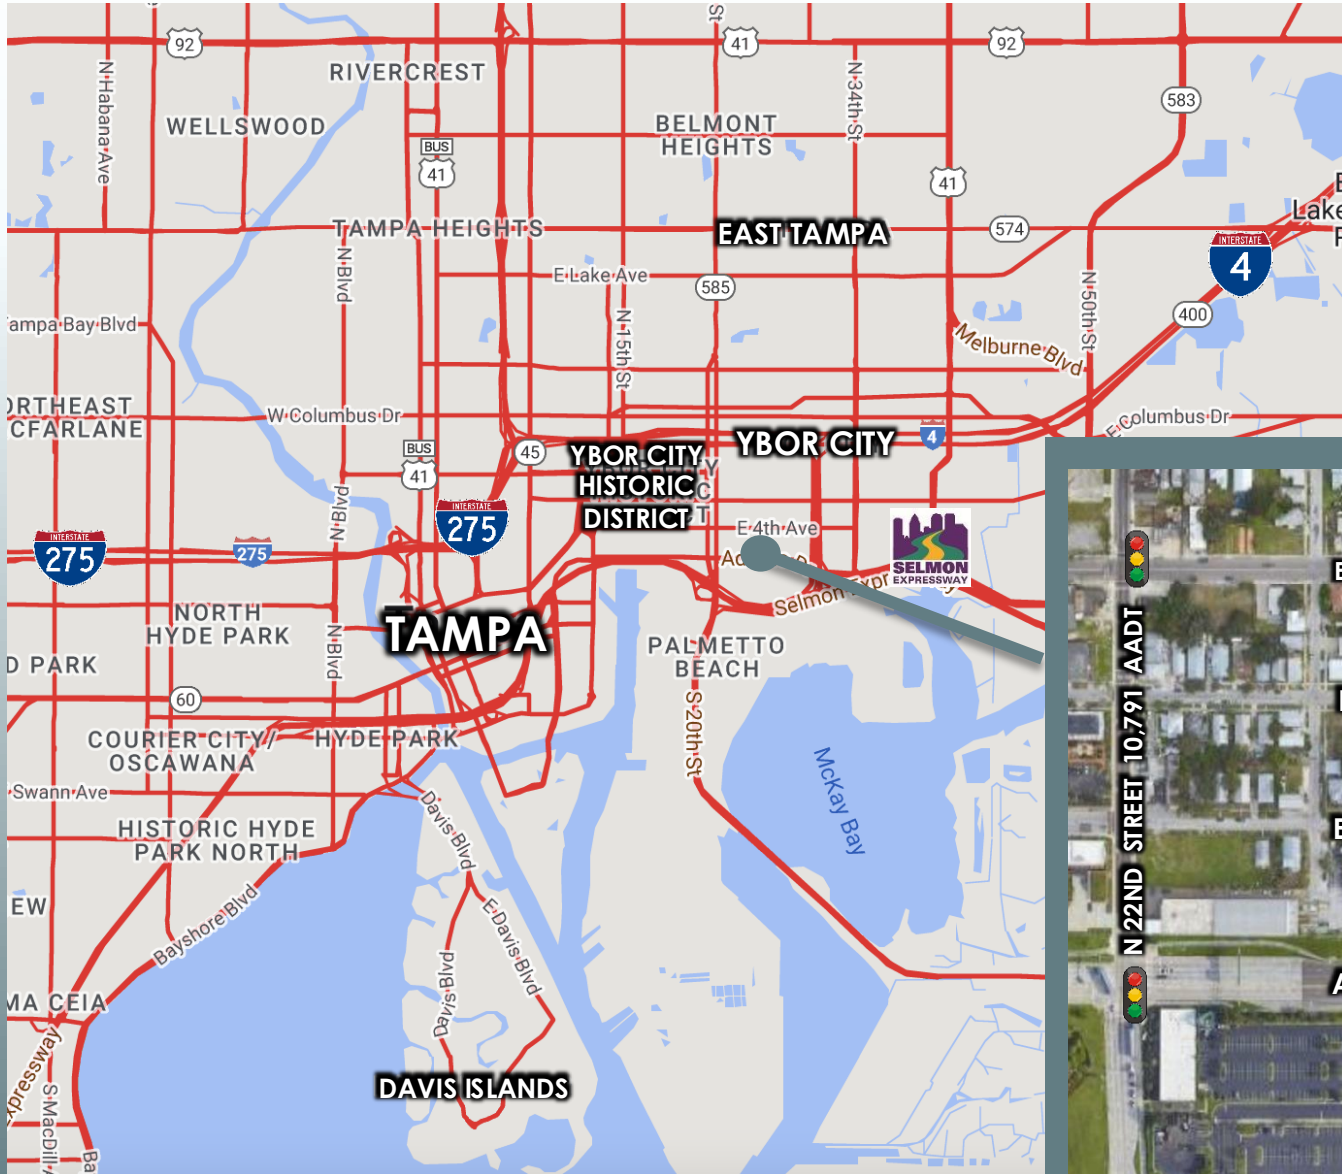 92
41
92
St
RIVERCREST
N Habana Ave
N 34th St
583
WELLSWOOD
BELMONT
HEIGHTS
BUS
41
41
Lake
TAMPA HEIGHTS
EAST TAMPA
574
INTERSTATE
4
N Blvd
E Lake Ave
585
N 50th St
400
Tampa Bay Blvd
N 15th St
Melburne Blvd
W Columbus Dr
E Columbus Dr
BUS
41
45
YBOR CITY
HISTORIC
DISTRICT
YBOR CITY
4
N Blvd
INTERSTATE
275
INTERSTATE
275
275
E 4th Ave
SELMON
EXPRESSWAY
Selmon Expr
NORTH
HYDE PARK
N Blvd
TAMPA
PALMETTO
BEACH
D PARK
60
S 20th St
COURIER CITY/
OSCAWANA
HYDE PARK
McKay Bay
Swann Ave
Davis Blvd
HISTORIC HYDE
PARK NORTH
EW
Bayshore Blvd
E Davis Blvd
Davis Blvd
MA CEIA
xpressway
S MacDill
Ba
DAVIS ISLANDS
N 22ND STREET 10,791 AADT